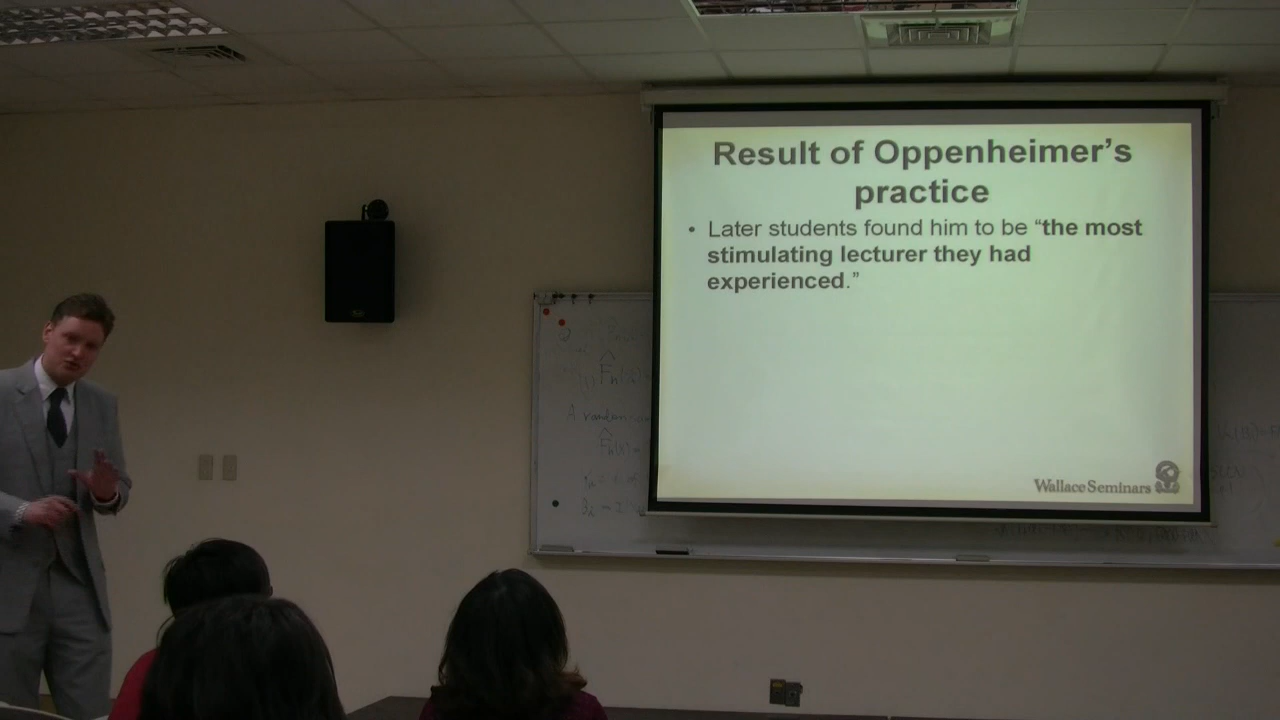 Result of Oppenheimer's
practice
• Later students found him to be “the most
stimulating lecturer they had
experienced.”
Wallace Seminars
A random